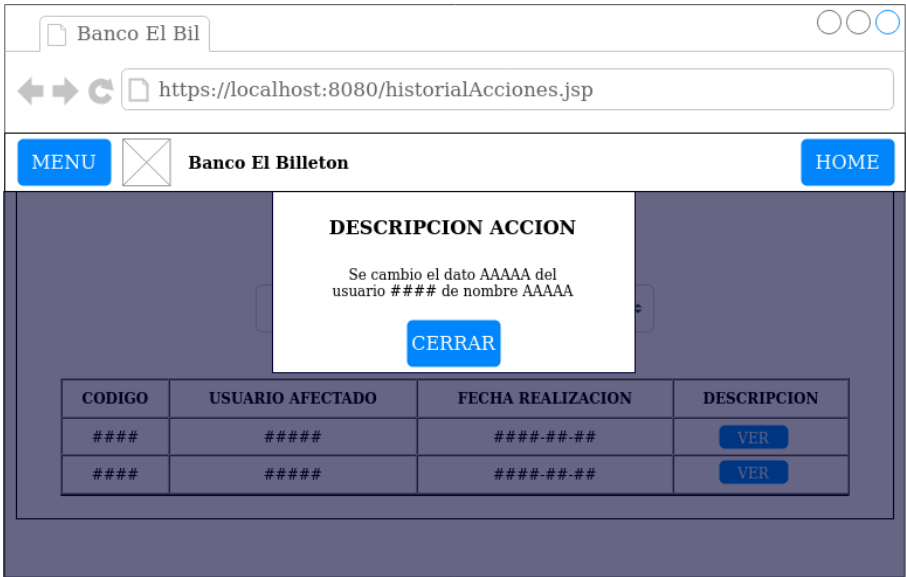 Banco El Bil
https://localhost:8080/historialAcciones.jsp
MENU Banco El Billeton HOME
DESCRIPCION ACCION
Se cambio el dato AAAAA del
usuario #### de nombre AAAAA
CERRAR
CODIGO USUARIO AFECTADO FECHA REALIZACION DESCRIPCION
#### ##### ####-##-## VER
#### ##### ####-##-## VER